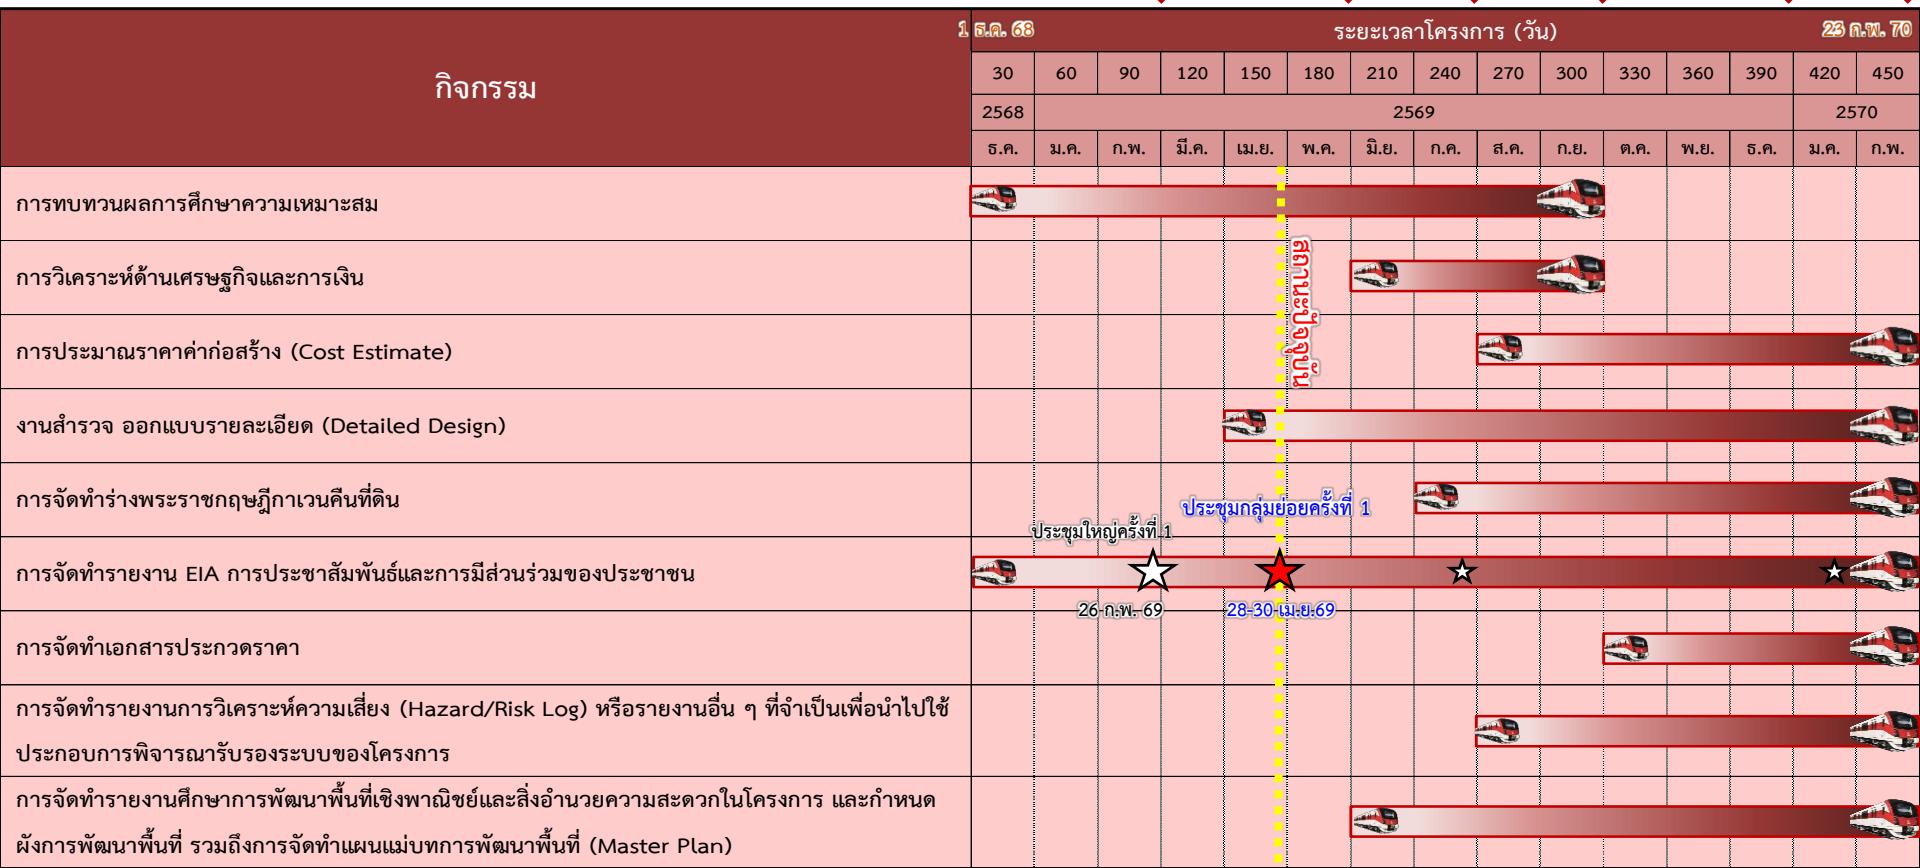 กิจกรรม
1 ธ.ค. 68
ระยะเวลาโครงการ (วัน)
23 ก.พ. 70
30 60 90 120 150 180 210 240 270 300 330 360 390 420 450
2568 2569 2570
ธ.ค. ม.ค. ก.พ. มี.ค. เม.ย. พ.ค. มิ.ย. ก.ค. ส.ค. ก.ย. ต.ค. พ.ย. ธ.ค. ม.ค. ก.พ.
การทบทวนผลการศึกษาความเหมาะสม
การวิเคราะห์ด้านเศรษฐกิจและการเงิน
สถานะปัจจุบัน
การประมาณราคาค่าก่อสร้าง (Cost Estimate)
งานสำรวจ ออกแบบรายละเอียด (Detailed Design)
การจัดทำร่างพระราชกฤษฎีกาเวนคืนที่ดิน
ประชุมกลุ่มย่อยครั้งที่ 1
ประชุมใหญ่ครั้งที่ 1
การจัดทำรายงาน EIA การประชาสัมพันธ์และการมีส่วนร่วมของประชาชน
26 ก.พ. 69
28-30 เม.ย.69
การจัดทำเอกสารประกวดราคา
การจัดทำรายงานการวิเคราะห์ความเสี่ยง (Hazard/Risk Log) หรือรายงานอื่น ๆ ที่จำเป็นเพื่อนำไปใช้
ประกอบการพิจารณารับรองระบบของโครงการ
การจัดทำรายงานศึกษาการพัฒนาพื้นที่เชิงพาณิชย์และสิ่งอำนวยความสะดวกในโครงการ และกำหนด
ผังการพัฒนาพื้นที่ รวมถึงการจัดทำแผนแม่บทการพัฒนาพื้นที่ (Master Plan)